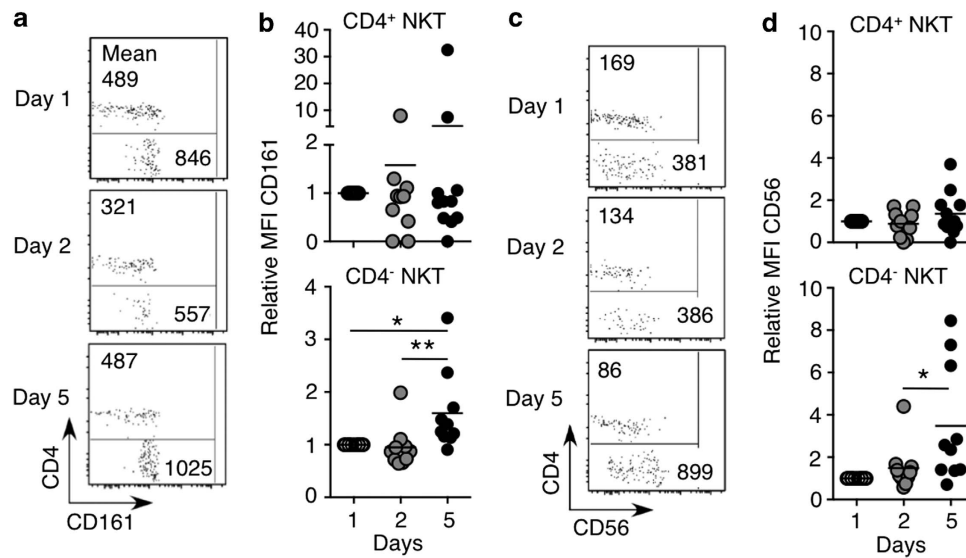 a
Mean
489
Day 1
846
321
Day 2
557
487
Day 5
1025
CD4
CD161
b
CD4+ NKT
40
30
20
10
2
1
0
Relative MFI CD161
CD4- NKT
4
*
3
**
2
1
0
1 2 5
Days
c
169
Day 1
381
134
Day 2
386
86
Day 5
899
CD4
CD56
d
CD4+ NKT
10
8
6
4
2
0
Relative MFI CD56
CD4- NKT
10
8
6
*
4
2
0
1 2 5
Days